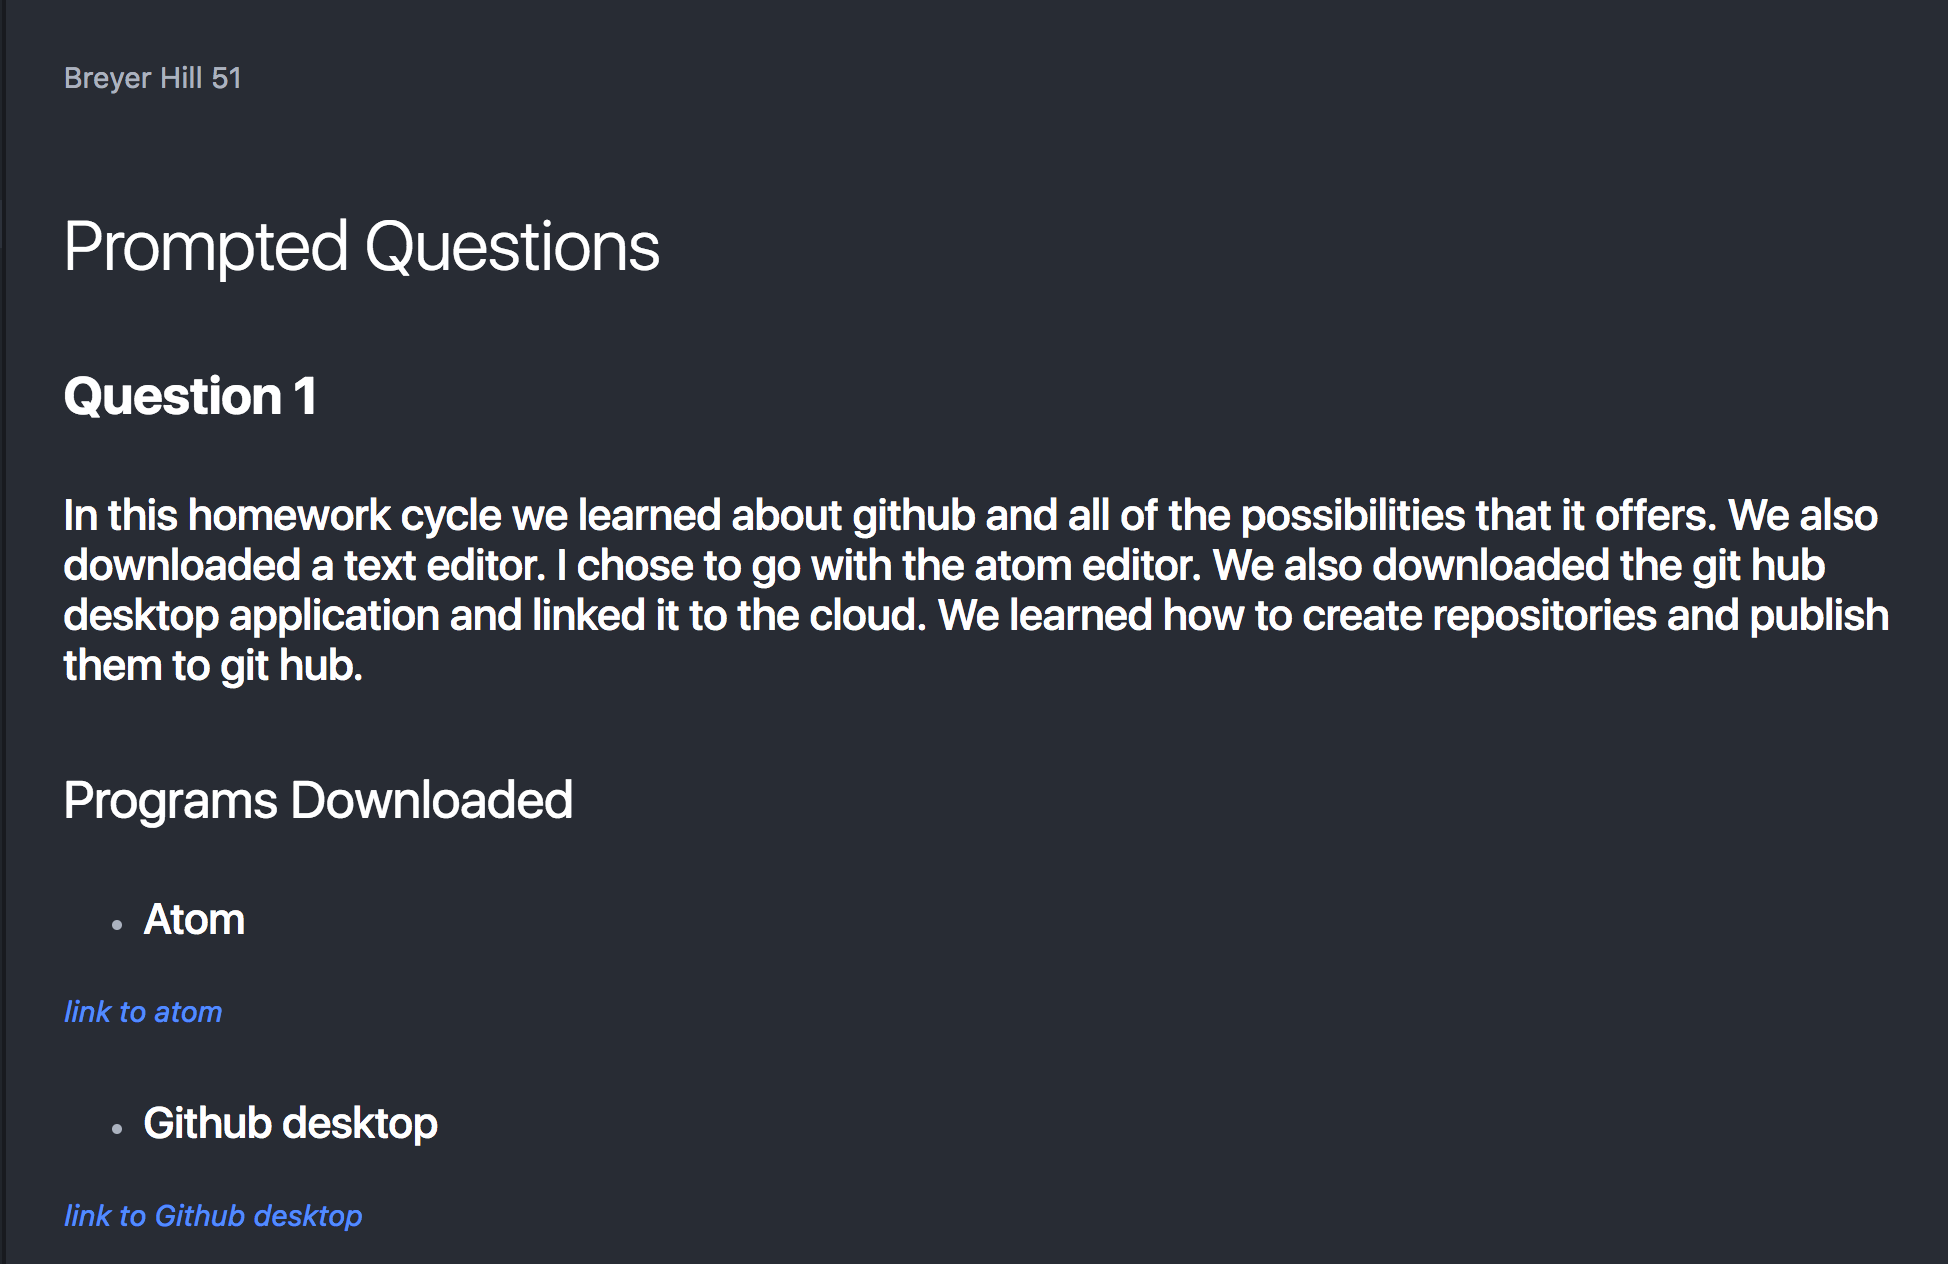 Breyer Hill 51
Prompted Questions
Question 1
In this homework cycle we learned about github and all of the possibilities that it offers. We also
downloaded a text editor. I chose to go with the atom editor. We also downloaded the git hub
desktop application and linked it to the cloud. We learned how to create repositories and publish
them to git hub.
Programs Downloaded
• Atom
link to atom
• Github desktop
link to Github desktop